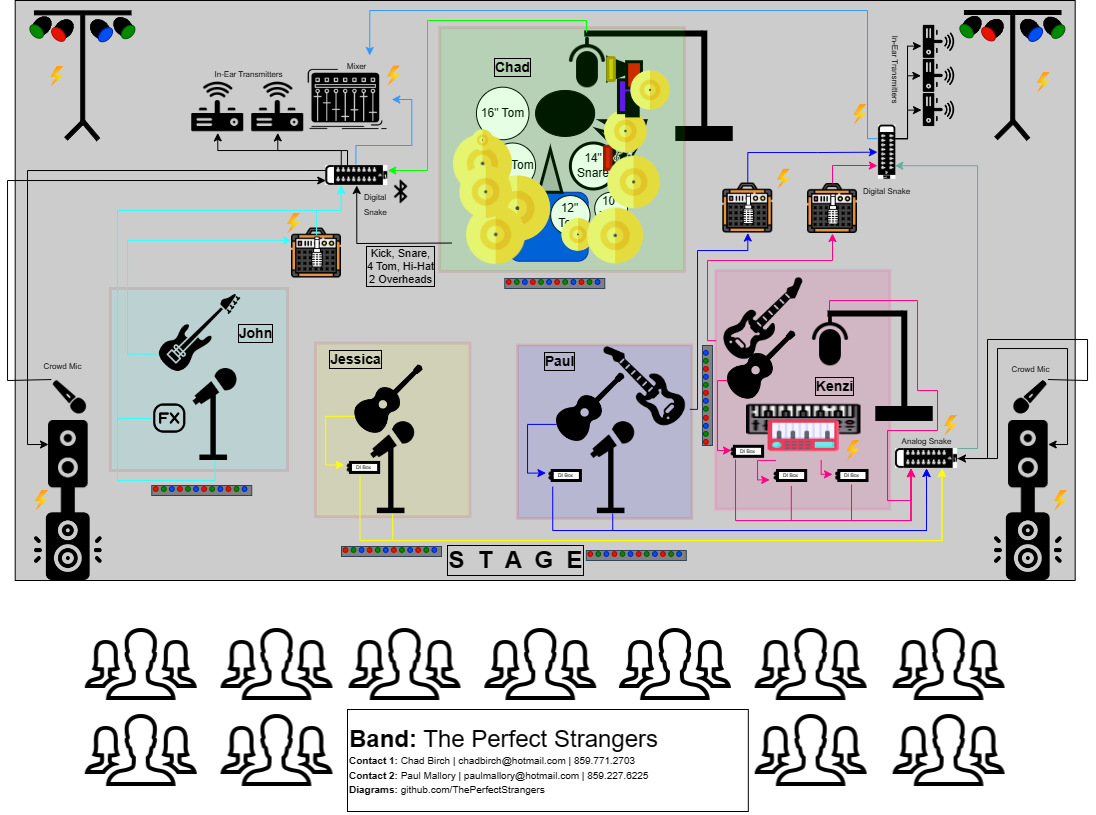 In-Ear Transmitters
Mixer
Chad
In-Ear Transmitters
16" Tom
Tom
14"
Snare
12"
10
Digital
Snake
Digital Snake
Kick, Snare,
4 Tom, Hi-Hat
2 Overheads
John
Jessica
Paul
Kenzi
Crowd Mic
Crowd Mic
FX
Analog Snake
DI Box
DI Box
DI Box
DI Box
DI Box
S T A G E
Band: The Perfect Strangers
Contact 1: Chad Birch | chadbirch@hotmail.com | 859.771.2703
Contact 2: Paul Mallory | paulmallory@hotmail.com | 859.227.6225
Diagrams: github.com/ThePerfectStrangers